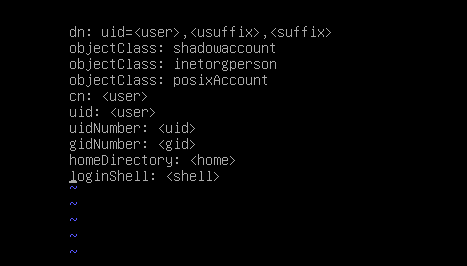 dn: uid=<user>,<usuffix>,<suffix>
objectClass: shadowaccount
objectClass: inetorgperson
objectClass: posixAccount
cn: <user>
uid: <user>
uidNumber: <uid>
gidNumber: <gid>
homeDirectory: <home>
loginShell: <shell>
~
~
~
~
~